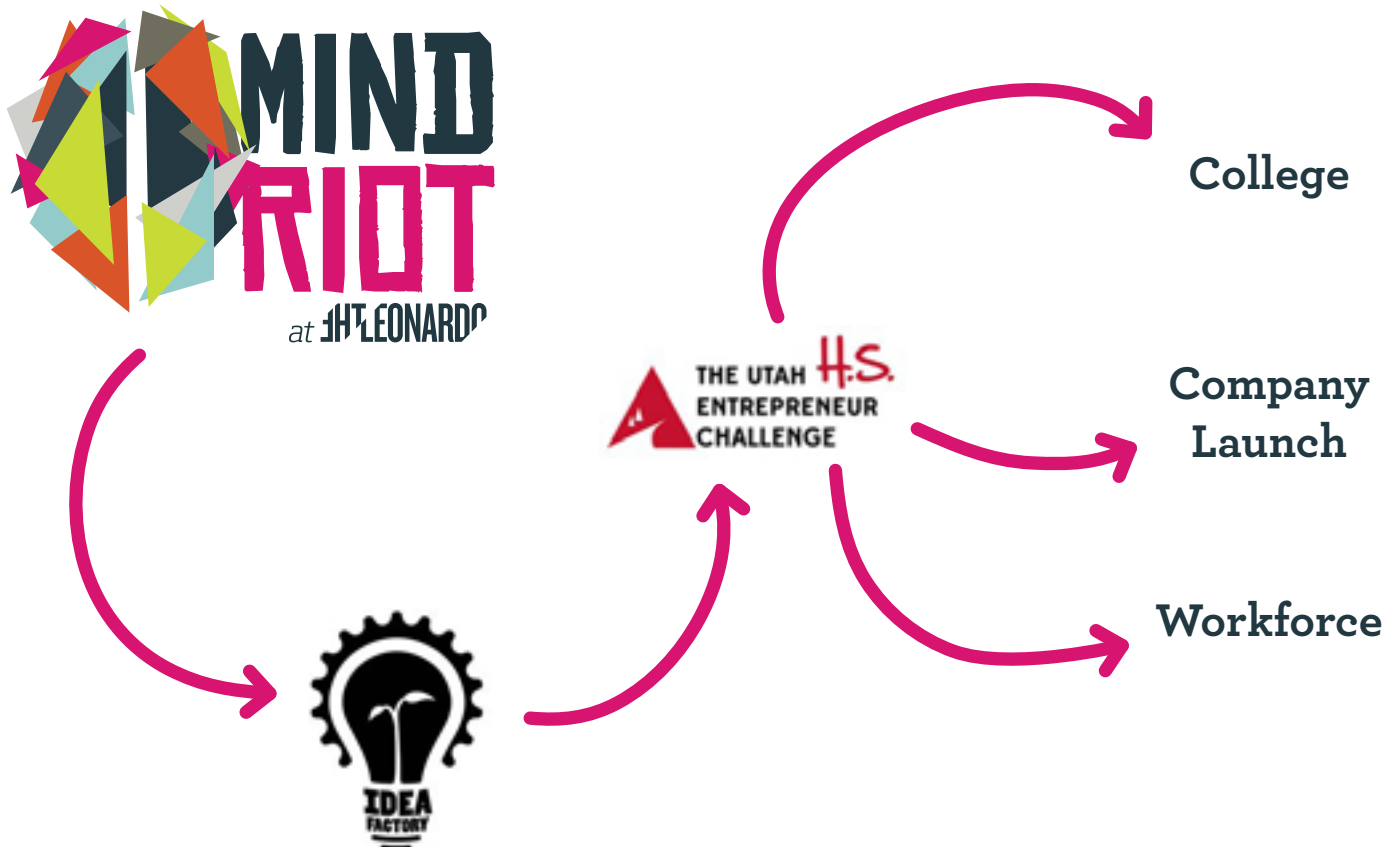 MIND
RIOT
at THE LEONARDO
THE UTAH H.S.
ENTREPRENEUR
CHALLENGE
College
Company
Launch
Workforce
IDEA
FACTORY